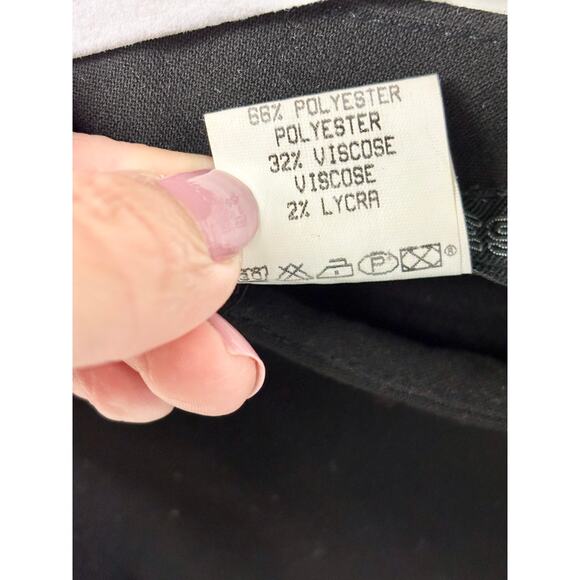 66% POLYESTER
POLYESTER
32% VISCOSE
VISCOSE
2% LYCRA
P ®